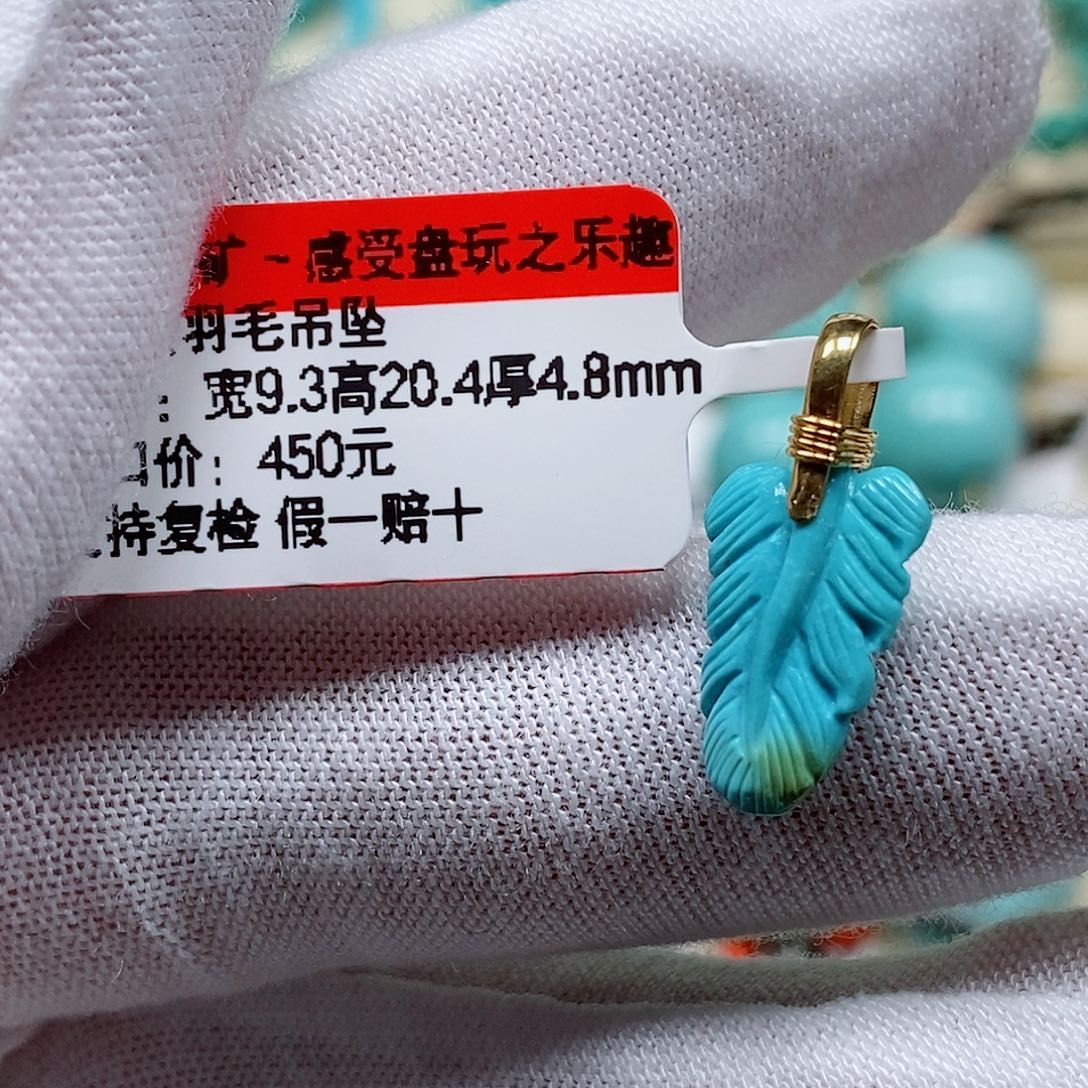 矿 - 感受盘玩之乐趣
羽毛吊坠
: 宽9.3高20.4厚4.8mm
价: 450元
持复检 假一赔十